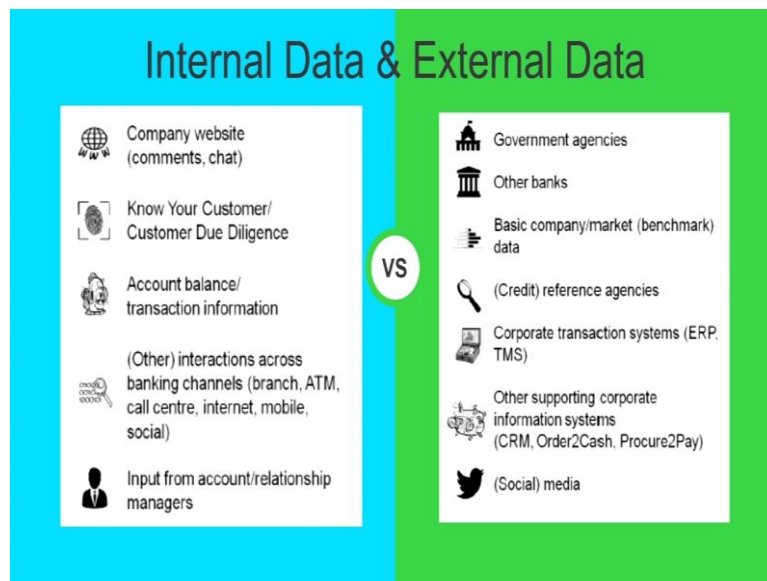 Internal Data & External Data
Company website
(comments, chat)
Know Your Customer/
Customer Due Diligence
Account balance/
transaction information
(Other) interactions across
banking channels (branch, ATM,
call centre, internet, mobile,
social)
Input from account/relationship
managers
VS
Government agencies
Other banks
Basic company/market (benchmark)
data
(Credit) reference agencies
Corporate transaction systems (ERP,
TMS)
Other supporting corporate
information systems
(CRM, Order2Cash, Procure2Pay)
(Social) media